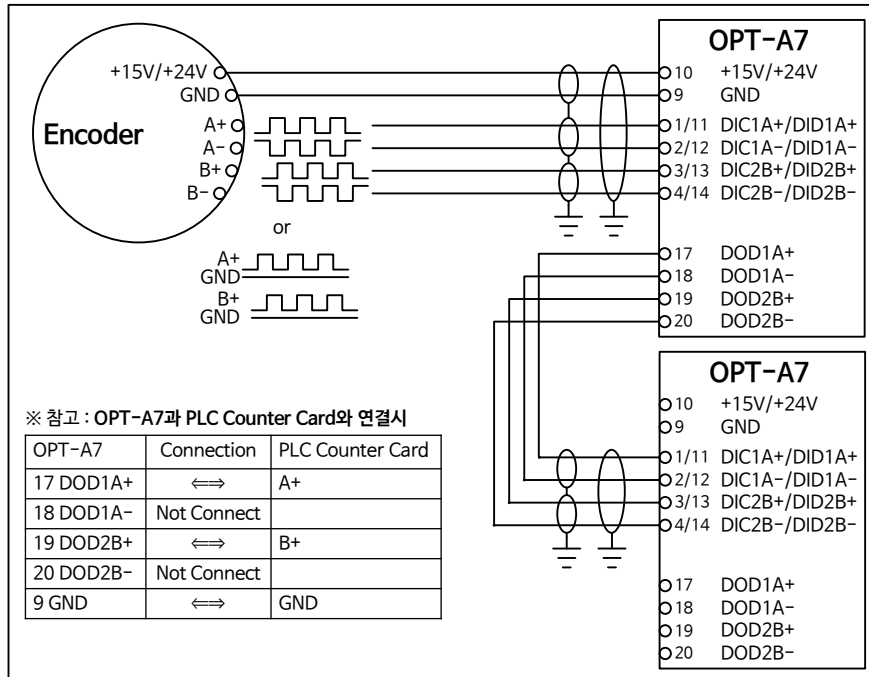 OPT-A7
+15V/+24V
GND
A+
A-
B+
B-
Encoder
10 +15V/+24V
9 GND
1/11 DIC1A+/DID1A+
2/12 DIC1A-/DID1A-
3/13 DIC2B+/DID2B+
4/14 DIC2B-/DID2B-
or
A+
GND
B+
GND
17 DOD1A+
18 DOD1A-
19 DOD2B+
20 DOD2B-
OPT-A7
10 +15V/+24V
9 GND
1/11 DIC1A+/DID1A+
2/12 DIC1A-/DID1A-
3/13 DIC2B+/DID2B+
4/14 DIC2B-/DID2B-
17 DOD1A+
18 DOD1A-
19 DOD2B+
20 DOD2B-
※ 참고 : OPT-A7과 PLC Counter Card와 연결시
OPT-A7 Connection PLC Counter Card
17 DOD1A+ ⟺ A+
18 DOD1A- Not Connect
19 DOD2B+ ⟺ B+
20 DOD2B- Not Connect
9 GND ⟺ GND